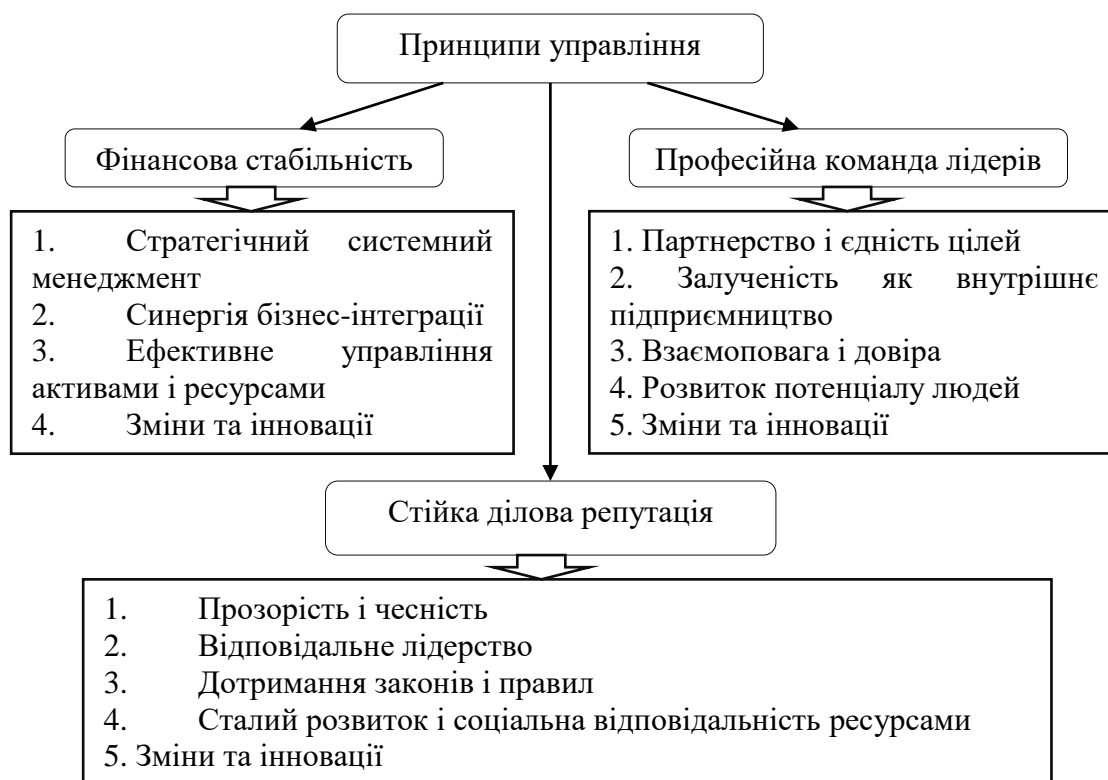 Принципи управління
Фінансова стабільність
1. Стратегічний системний
менеджмент
2. Синергія бізнес-інтеграції
3. Ефективне управління
активами і ресурсами
4. Зміни та інновації
Професійна команда лідерів
1. Партнерство і єдність цілей
2. Залученість як внутрішнє
підприємництво
3. Взаємоповага і довіра
4. Розвиток потенціалу людей
5. Зміни та інновації
Стійка ділова репутація
1. Прозорість і чесність
2. Відповідальне лідерство
3. Дотримання законів і правил
4. Сталий розвиток і соціальна відповідальність ресурсами
5. Зміни та інновації